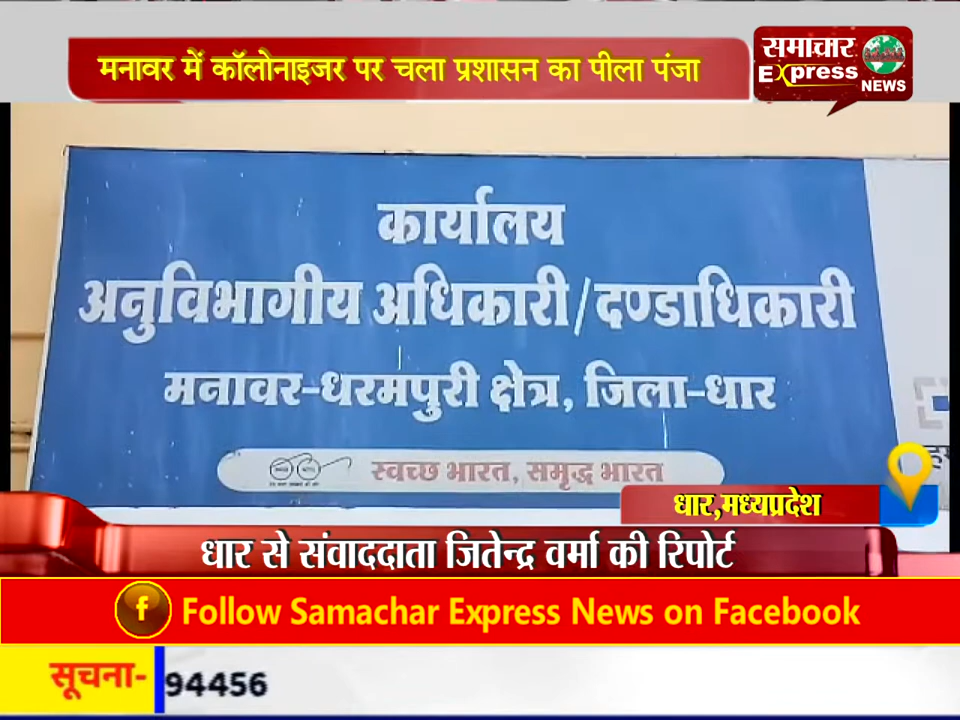 मनावर में कॉलोनाइजर पर चला प्रशासन का पीला पंजा
समाचार
Express
NEWS
कार्यालय
अनुविभागीय अधिकारी/दण्डाधिकारी
मनावर-धरमपुरी क्षेत्र, जिला-धार
स्वच्छ भारत, समृद्ध भारत
धार,मध्यप्रदेश
धार से संवाददाता जितेन्द्र वर्मा की रिपोर्ट
f Follow Samachar Express News on Facebook
सूचना- 94456